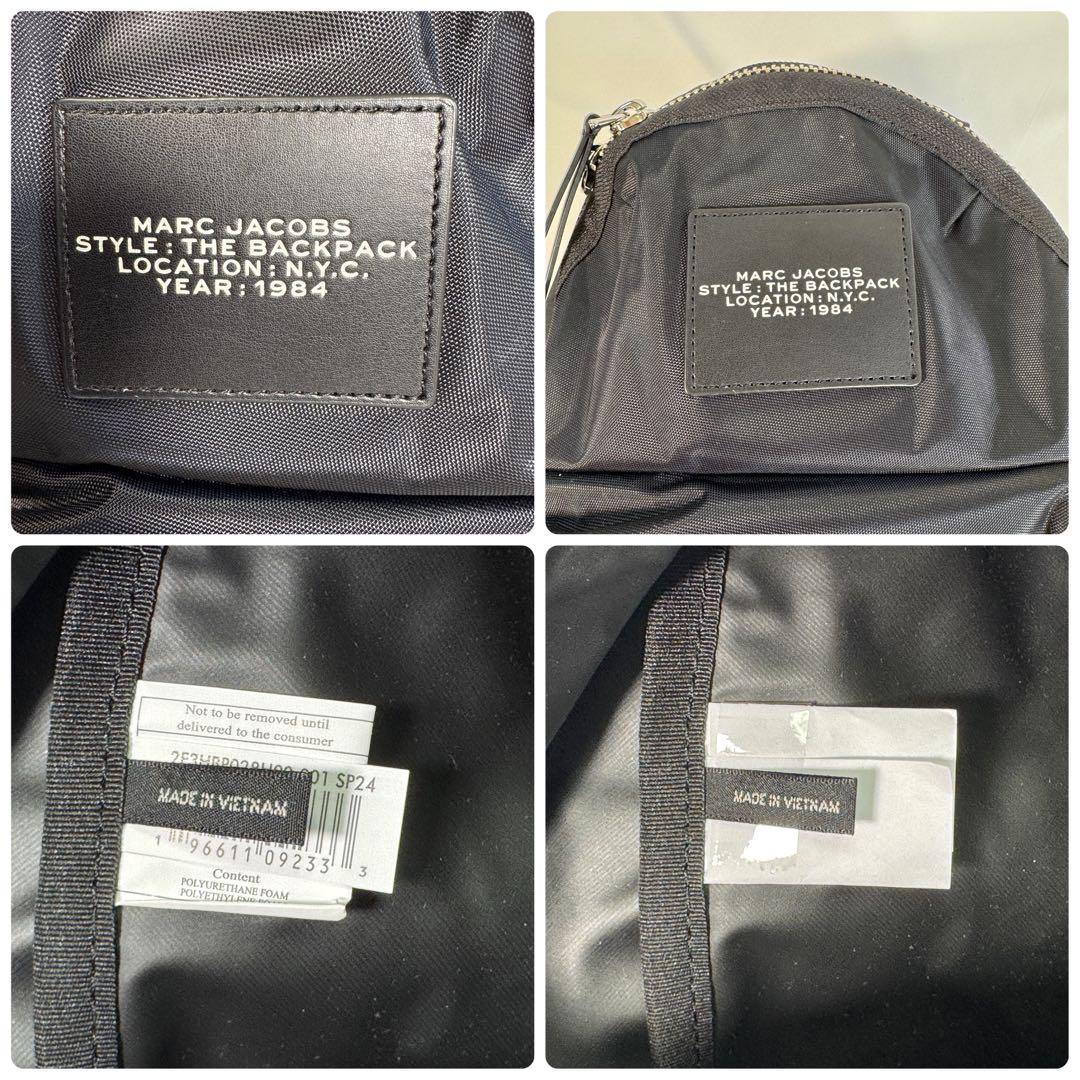 MARC JACOBS
STYLE : THE BACKPACK
LOCATION : N.Y.C.
YEAR : 1984
MARC JACOBS
STYLE : THE BACKPACK
LOCATION : N.Y.C.
YEAR : 1984
Not to be removed until
delivered to the consumer
SP24
MADE IN VIETNAM
1 96611 09233 3
Content
POLYURETHANE FOAM
POLYETHYLENE
MADE IN VIETNAM